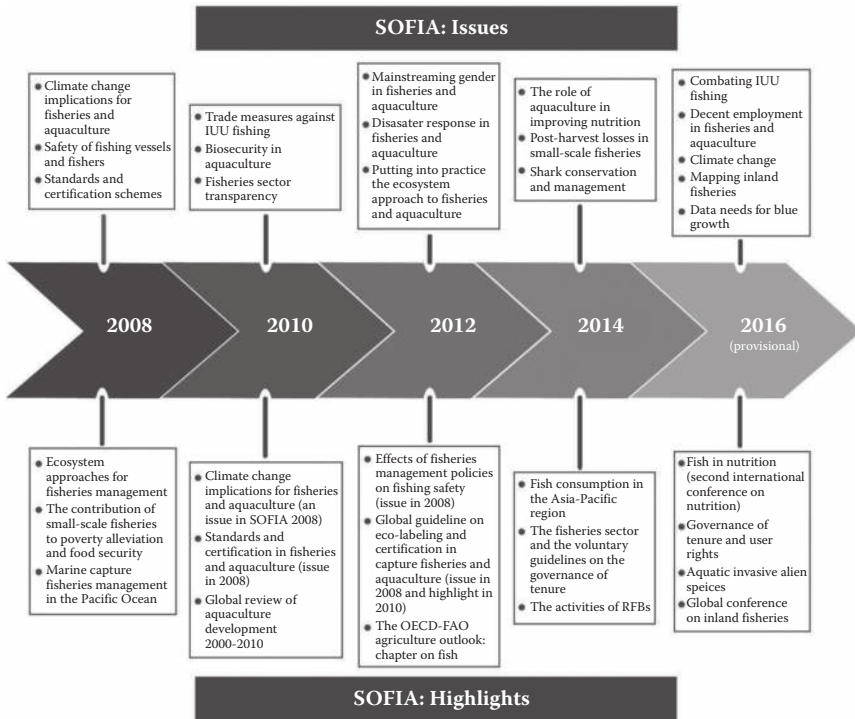 SOFIA: Issues
Climate change
implications for
fisheries and
aquaculture
Safety of fishing vessels
and fishers
Standards and
certification schemes
Trade measures against
IUU fishing
Biosecurity in
aquaculture
Fisheries sector
transparency
Mainstreaming gender
in fisheries and
aquaculture
Disasater response in
fisheries and
aquaculture
Putting into practice
the ecosystem
approach to fisheries
and aquaculture
The role of
aquaculture in
improving nutrition
Post-harvest losses in
small-scale fisheries
Shark conservation
and management
Combating IUU
fishing
Decent employment
in fisheries and
aquaculture
Climate change
Mapping inland
fisheries
Data needs for blue
growth
2008
2010
2012
2014
2016
(provisional)
Ecosystem
approaches for
fisheries management
The contribution of
small-scale fisheries
to poverty alleviation
and food security
Marine capture
fisheries management
in the Pacific Ocean
Climate change
implications for fisheries
and aquaculture (an
issue in SOFIA 2008)
Standards and
certification in fisheries
and aquaculture (issue
in 2008)
Global review of
aquaculture
development
2000-2010
Effects of fisheries
management policies
on fishing safety
(issue in 2008)
Global guideline on
eco-labeling and
certification in
capture fisheries and
aquaculture (issue in
2008 and highlight in
2010)
The OECD-FAO
agriculture outlook:
chapter on fish
Fish consumption in
the Asia-Pacific
region
The fisheries sector
and the voluntary
guidelines on the
governance of
tenure
The activities of RFBs
Fish in nutrition
(second international
conference on
nutrition)
Governance of
tenure and user
rights
Aquatic invasive alien
speices
Global conference
on inland fisheries
SOFIA: Highlights